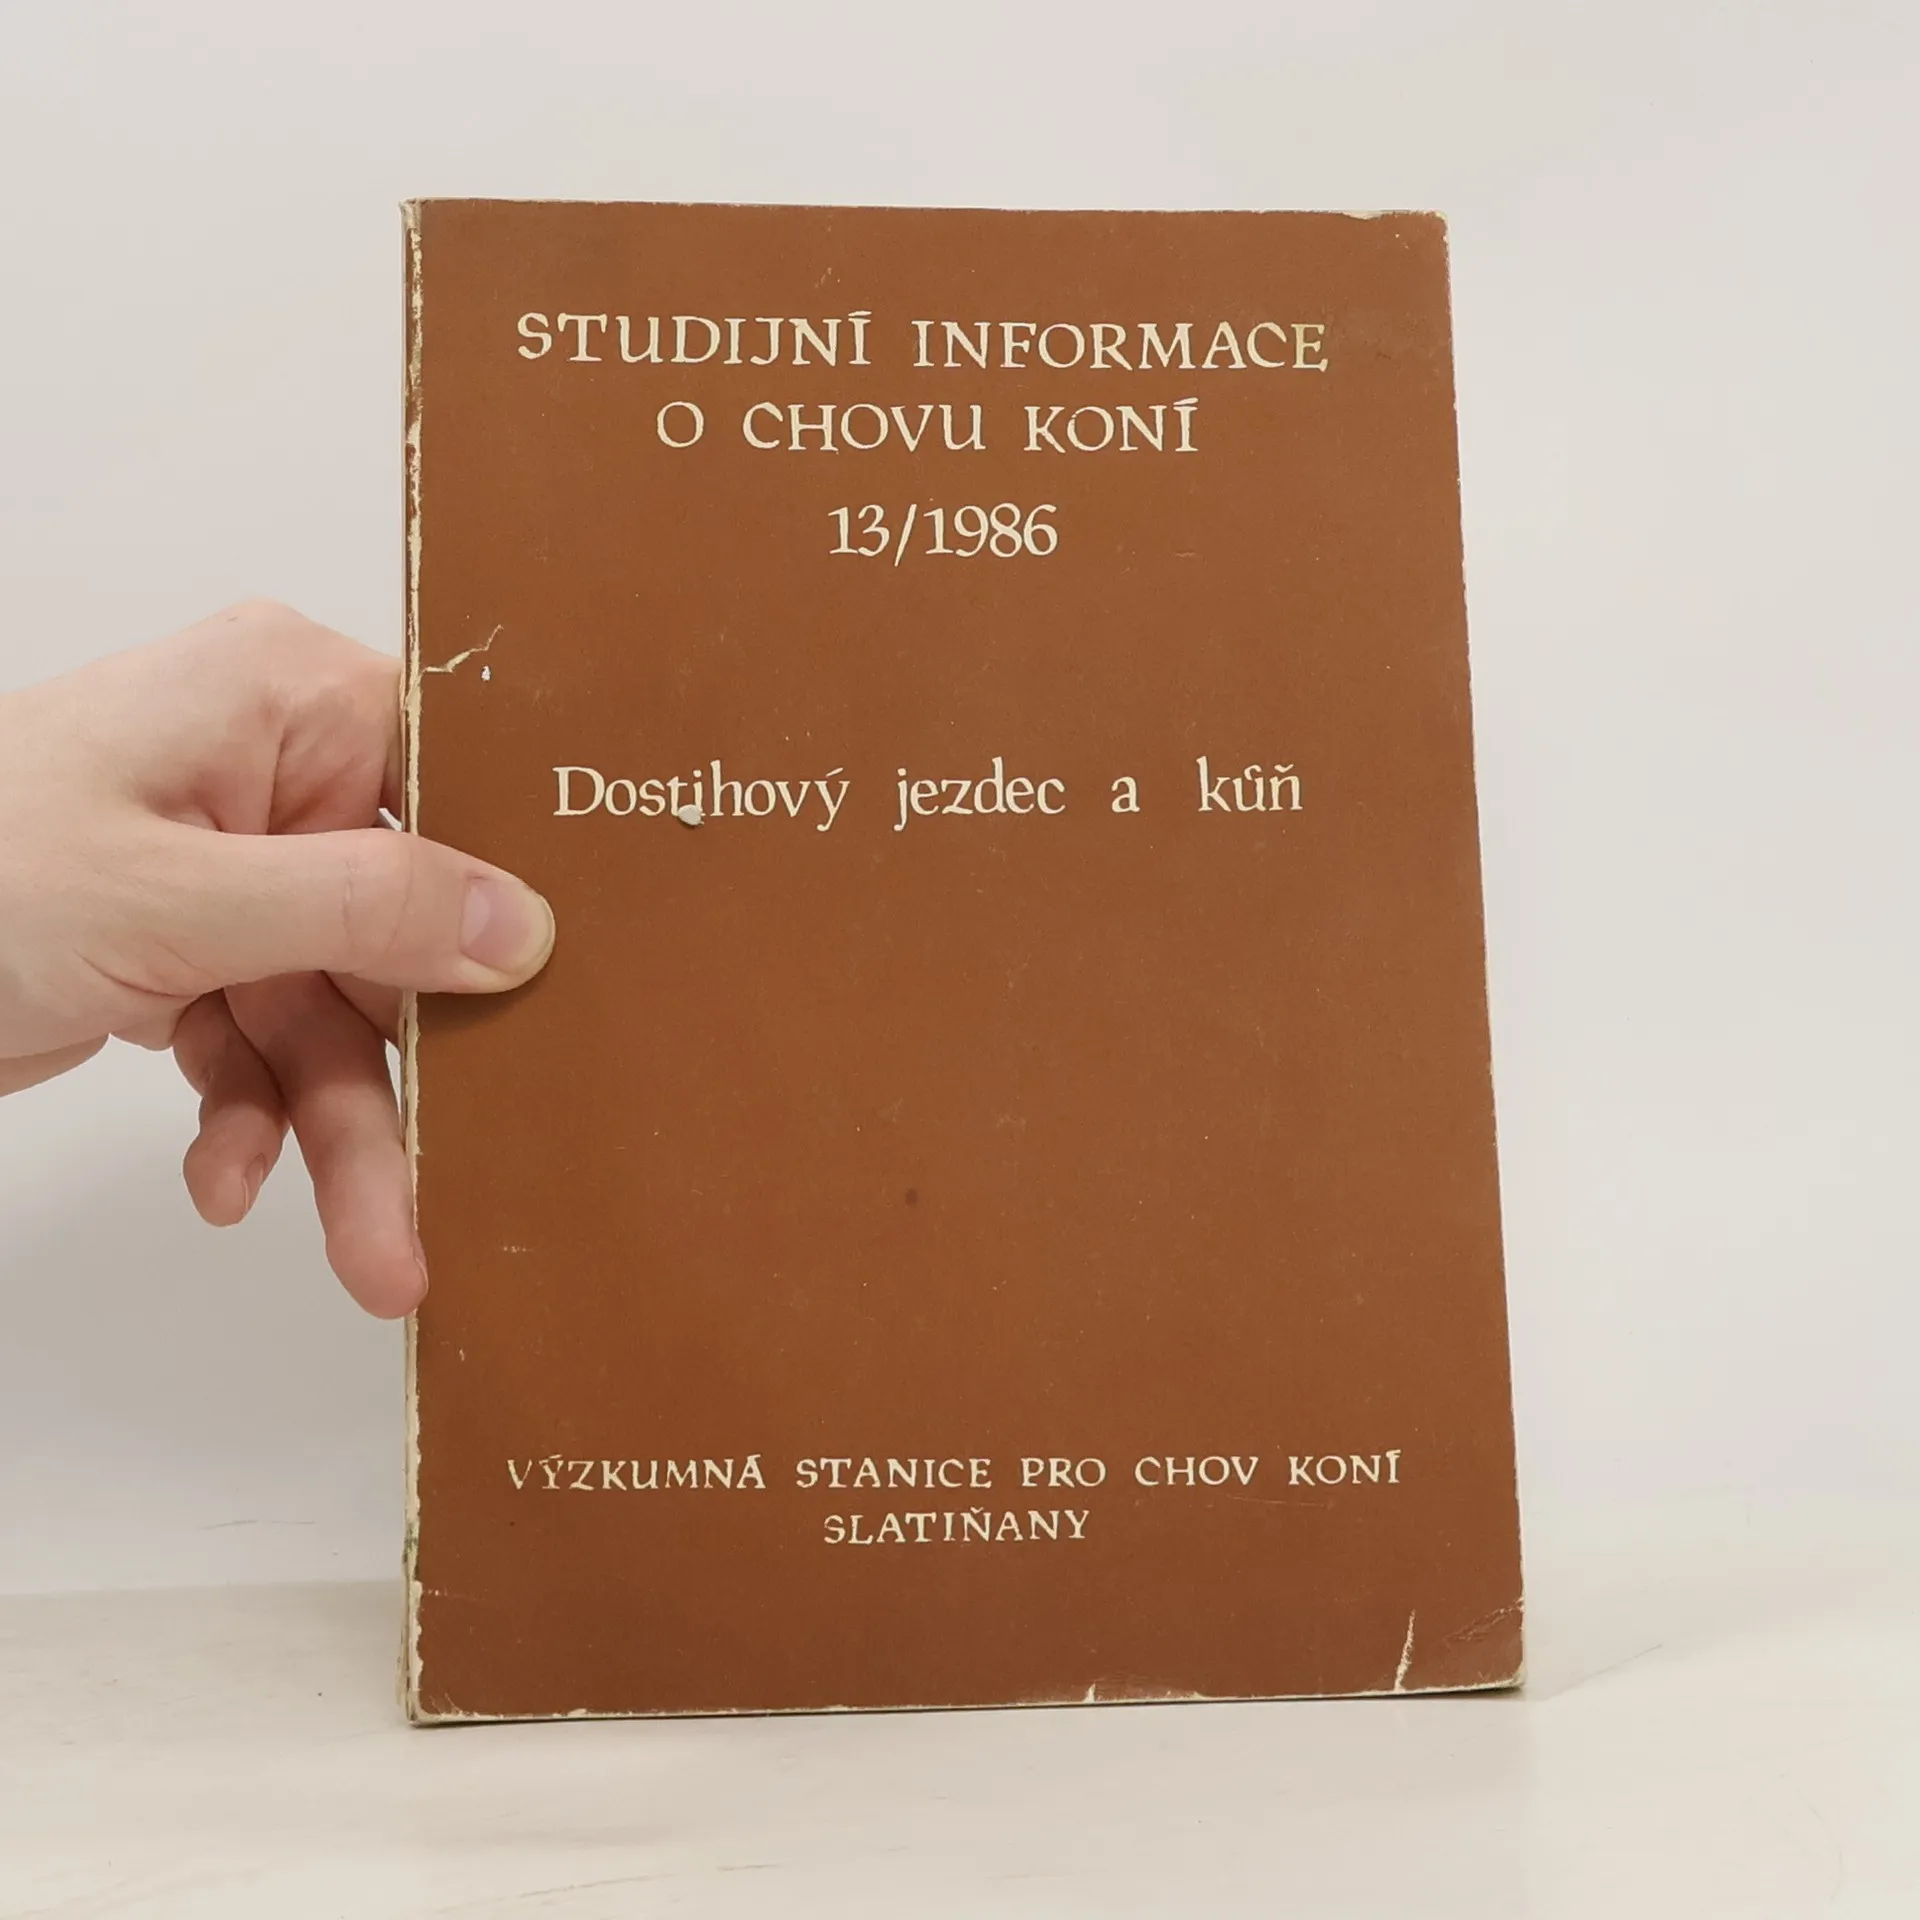 STUDIJNÍ INFORMACE
O CHOVU KONÍ
13/1986
Dostihový jezdec a kůň
VÝZKUMNÁ STANICE PRO CHOV KONÍ
SLATIŇANY